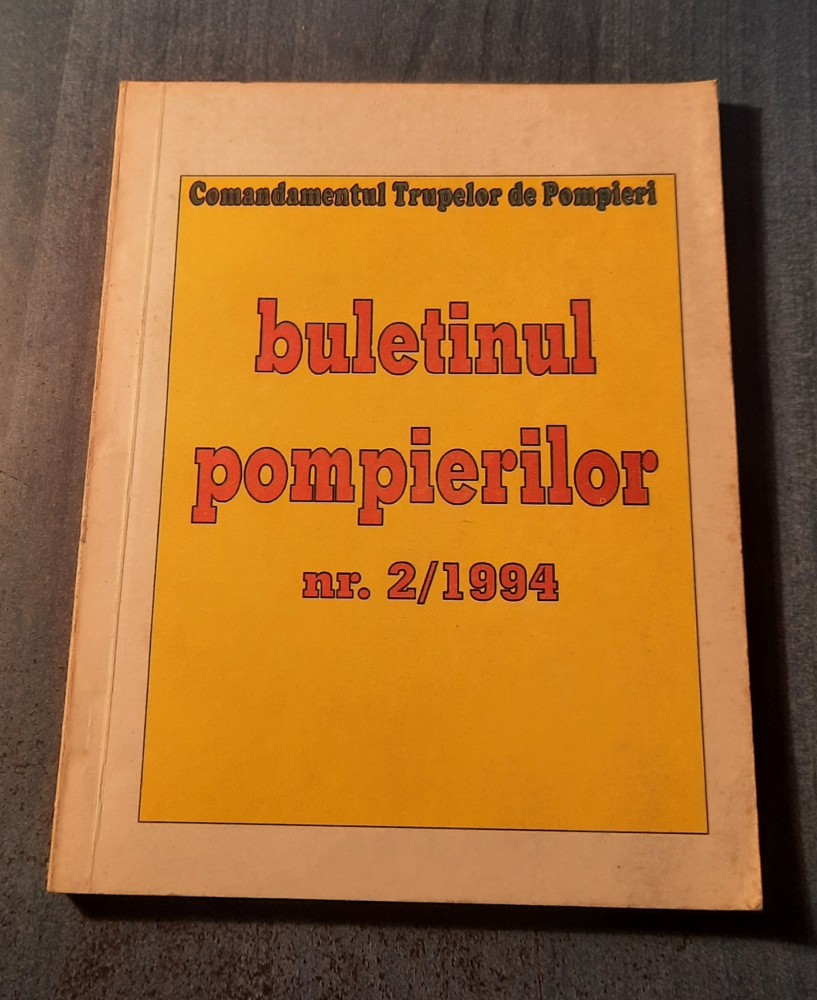 Comandamentul Trupelor de Pompieri
buletinul
pompierilor
nr. 2/1994